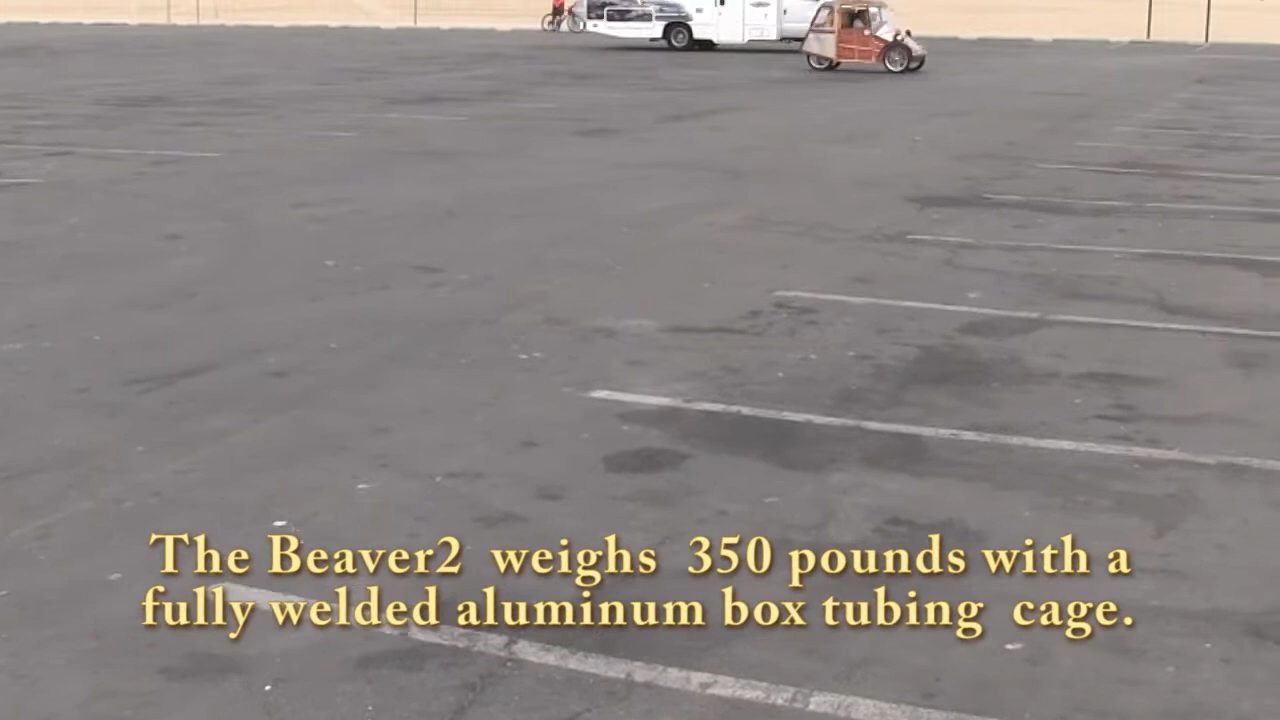 The Beaver2 weighs 350 pounds with a
fully welded aluminum box tubing cage.